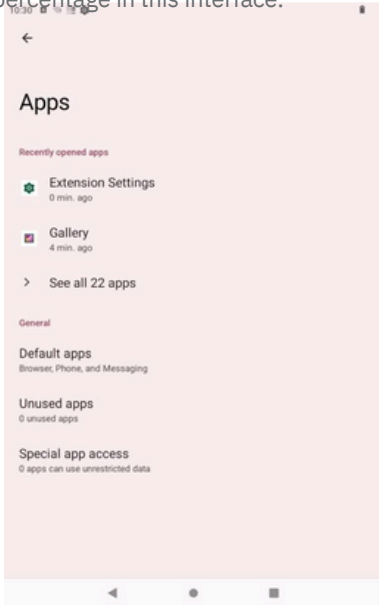 percentage in this interface.
10:30
Apps
Recently opened apps
Extension Settings
0 min. ago
Gallery
4 min. ago
See all 22 apps
General
Default apps
Browser, Phone, and Messaging
Unused apps
0 unused apps
Special app access
0 apps can use unrestricted data